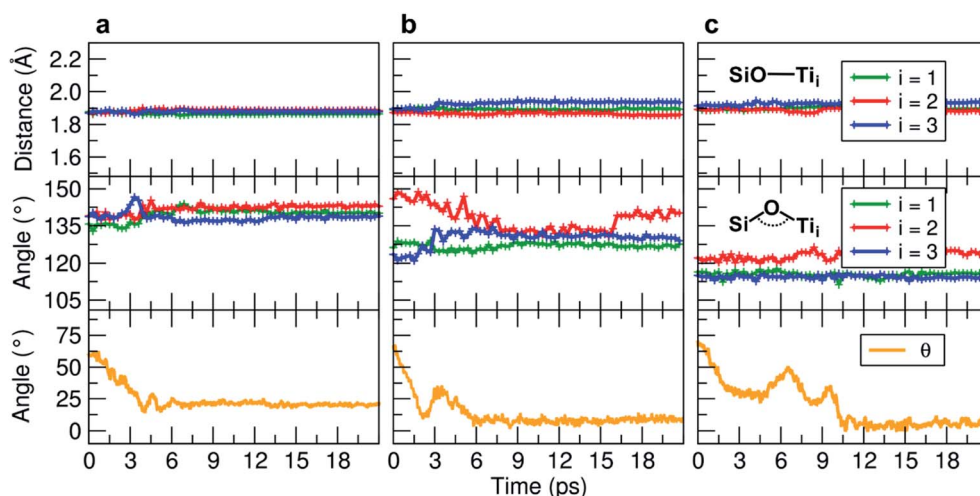 a b c
Distance (Å)
2.2
2.0
1.8
1.6
SiO—Ti i
i = 1
i = 2
i = 3
Angle (°)
150
135
120
105
O
Si Ti i
i = 1
i = 2
i = 3
Angle (°)
75
50
25
0
θ
0 3 6 9 12 15 18 0 3 6 9 12 15 18 0 3 6 9 12 15 18
Time (ps)